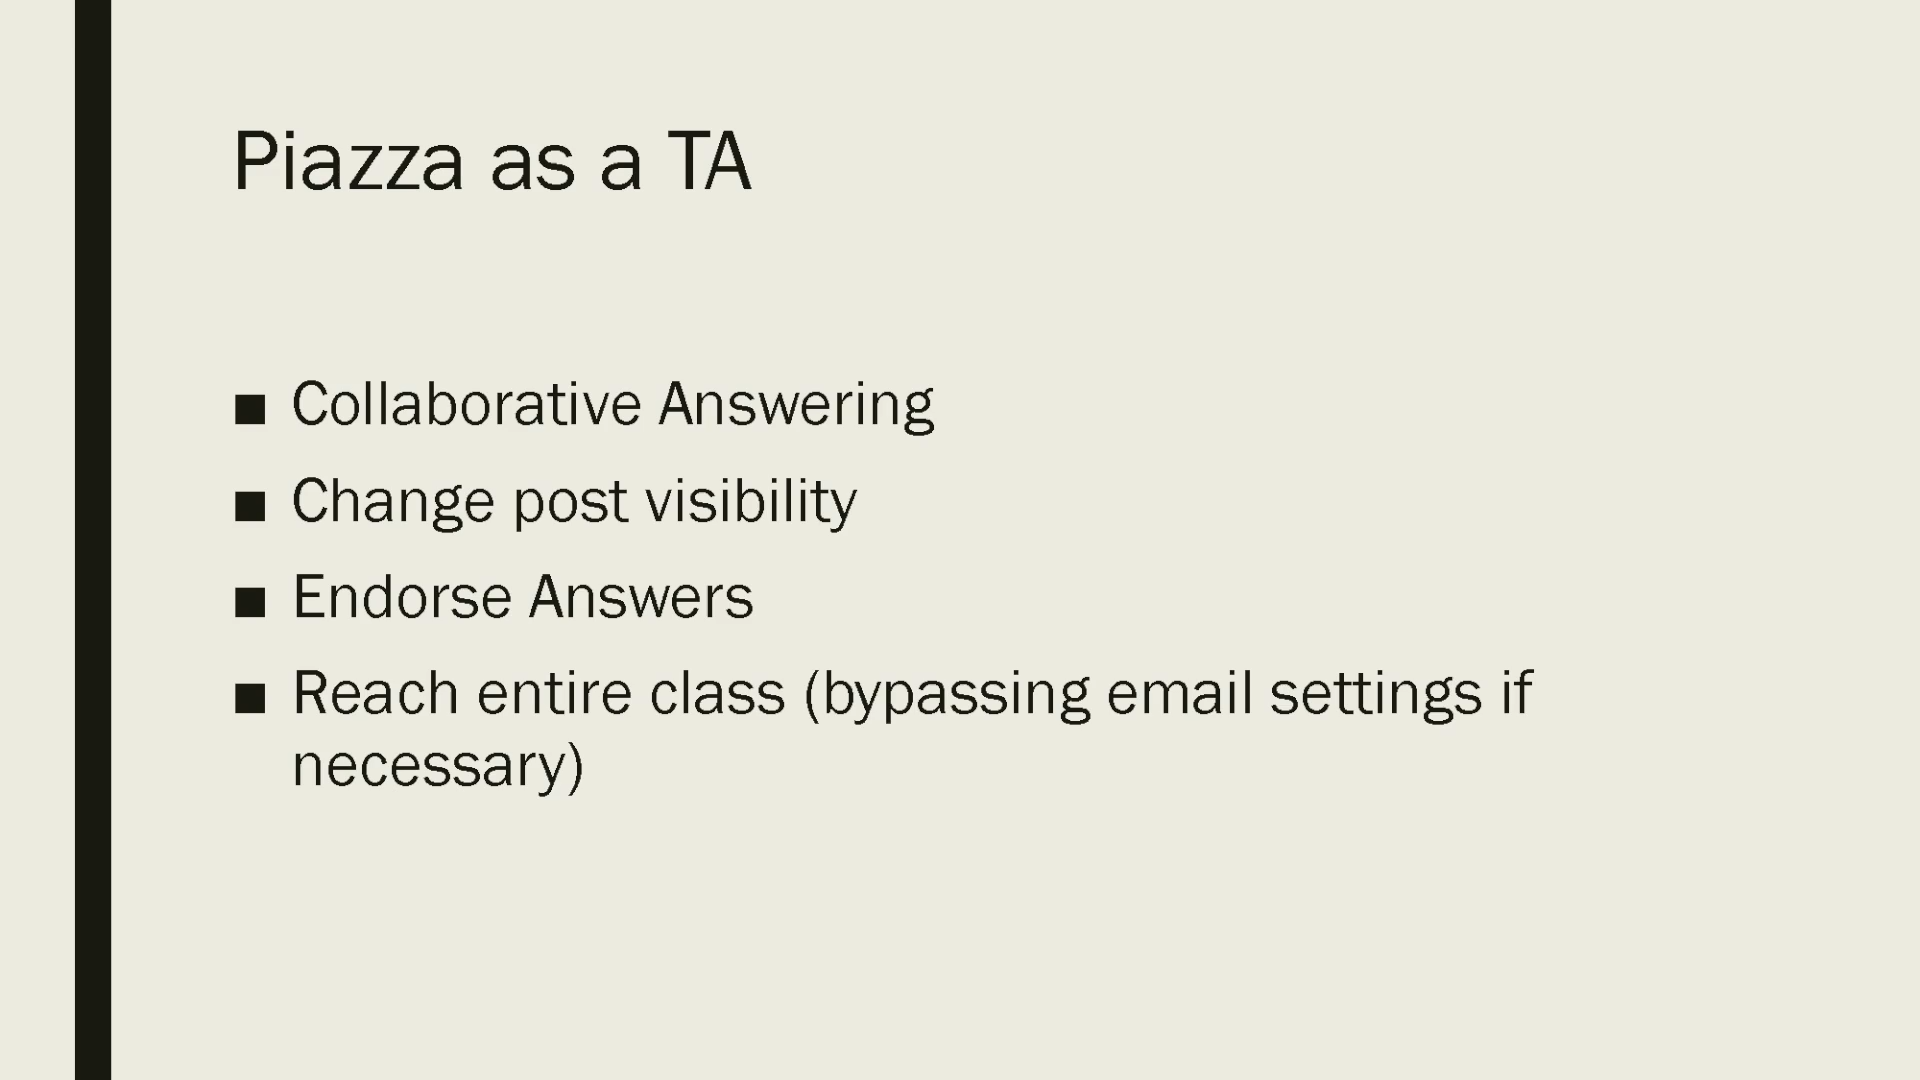 Piazza as a TA
■ Collaborative Answering
■ Change post visibility
■ Endorse Answers
■ Reach entire class (bypassing email settings if
necessary)